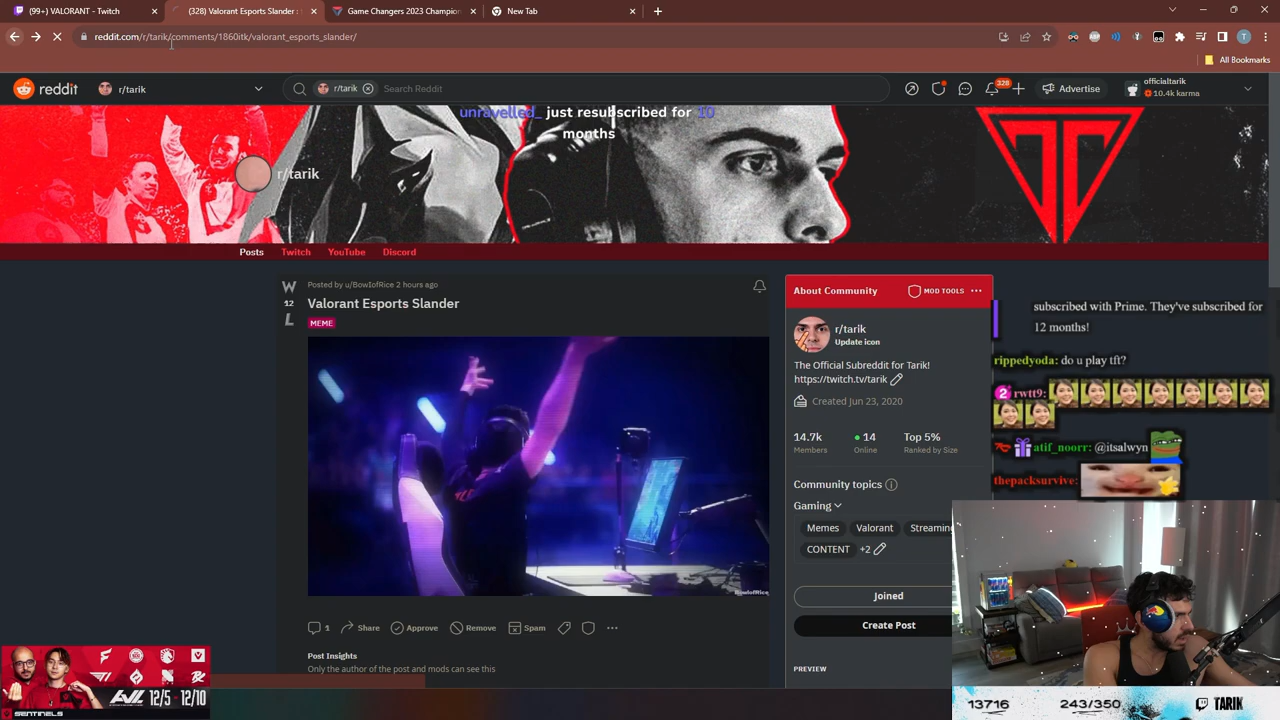 (99+) VALORANT - Twitch
(328) Valorant Esports Slander :
Game Changers 2023 Champion
New Tab
reddit.com/r/tarik/comments/1860itk/valorant_esports_slander/
All Bookmarks
reddit
r/tarik
r/tarik
Search Reddit
328
Advertise
officialtarik
10.4k karma
unravelled_ just resubscribed for 10
months
r/tarik
Posts
Twitch
YouTube
Discord
W
12
L
Posted by u/BowIofRice 2 hours ago
Valorant Esports Slander
MEME
BowIofRice
1
Share
Approve
Remove
Spam
Post Insights
Only the author of the post and mods can see this
About Community
MOD TOOLS
r/tarik
Update icon
The Official Subreddit for Tarik!
https://twitch.tv/tarik
Created Jun 23, 2020
14.7k
Members
14
Online
Top 5%
Ranked by Size
Community topics
Gaming
Memes
Valorant
Streaming
CONTENT
+2
Joined
Create Post
PREVIEW
subscribed with Prime. They've subscribed for
12 months!
rippedyoda: do u play tft?
2 rwtt9:
atif_noorr: @itsalwyn
thepacksurvive:
12/5 - 12/10
SENTINELS
13716
243/350
TARIK